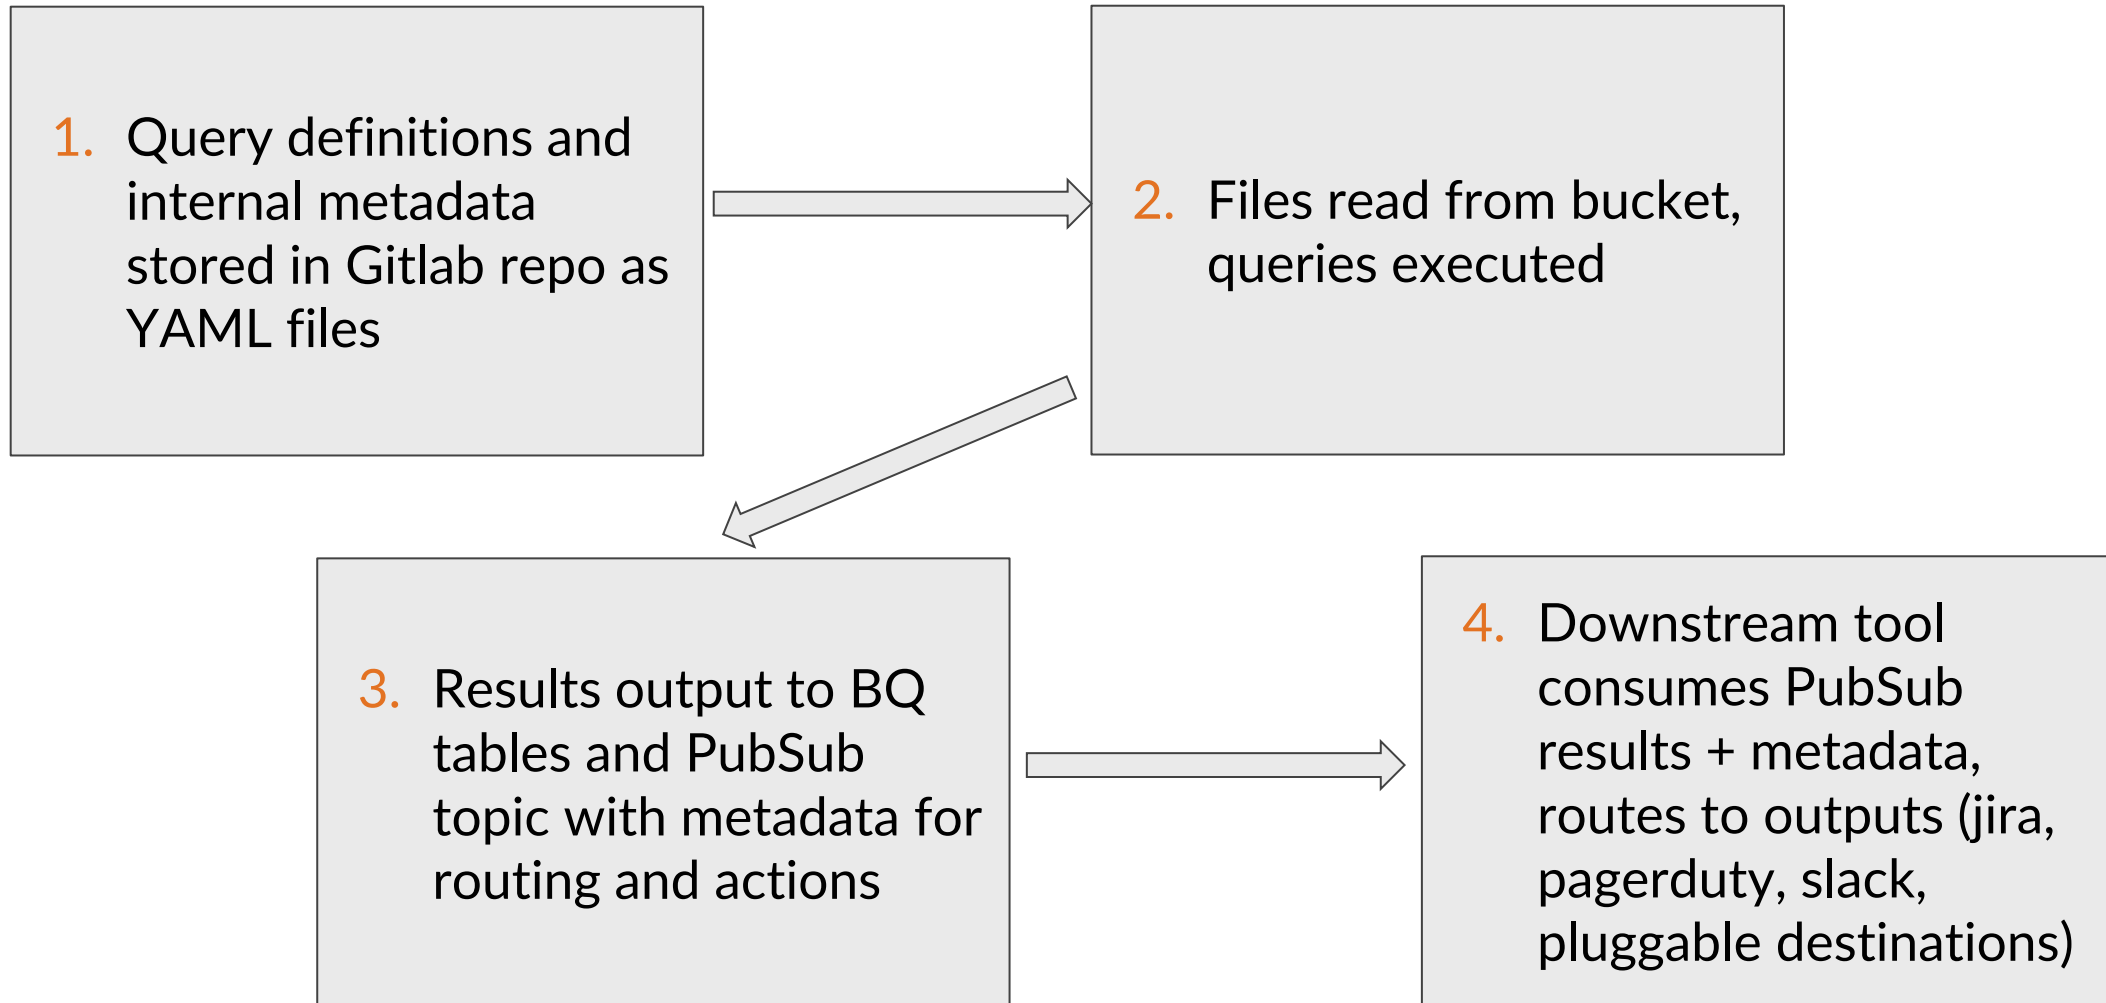 1. Query definitions and
internal metadata
stored in Gitlab repo as
YAML files
2. Files read from bucket,
queries executed
3. Results output to BQ
tables and PubSub
topic with metadata for
routing and actions
4. Downstream tool
consumes PubSub
results + metadata,
routes to outputs (jira,
pagerduty, slack,
pluggable destinations)